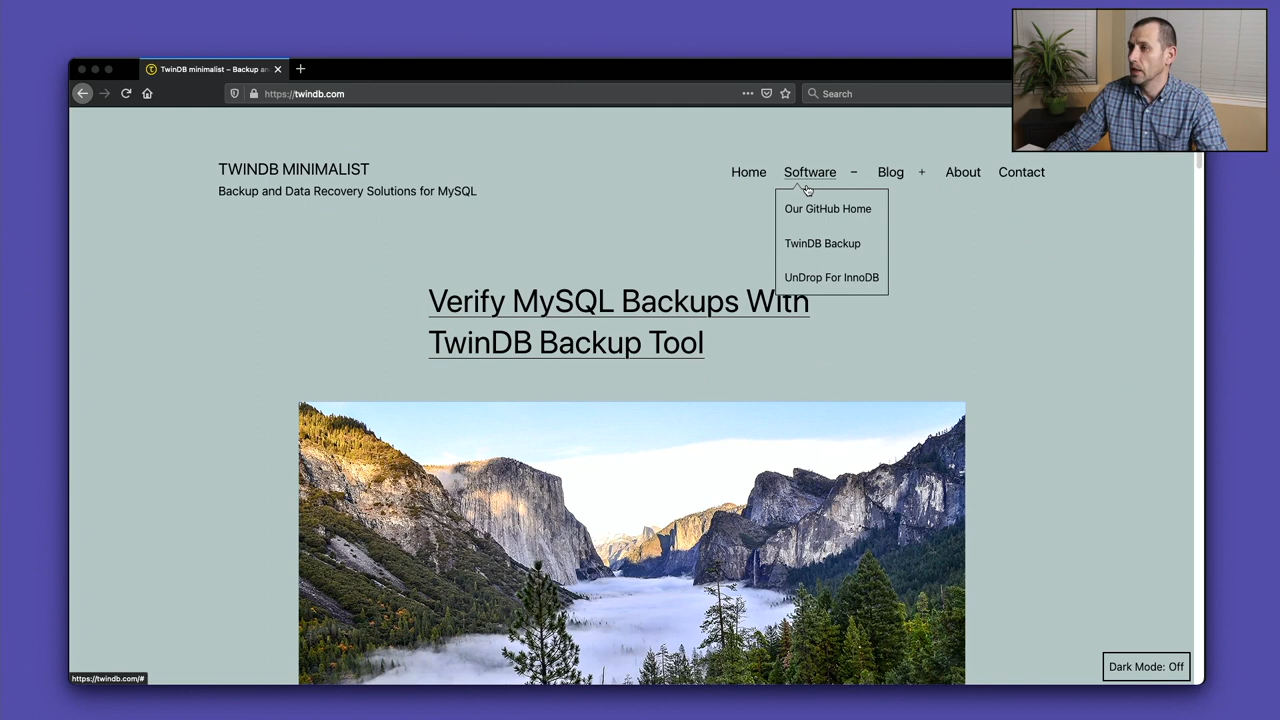 TwinDB minimalist – Backup an
https://twindb.com
Search
TWINDB MINIMALIST
Backup and Data Recovery Solutions for MySQL
Home
Software
–
Blog
+
About
Contact
Our GitHub Home
TwinDB Backup
UnDrop For InnoDB
Verify MySQL Backups With
TwinDB Backup Tool
Dark Mode: Off
https://twindb.com/#